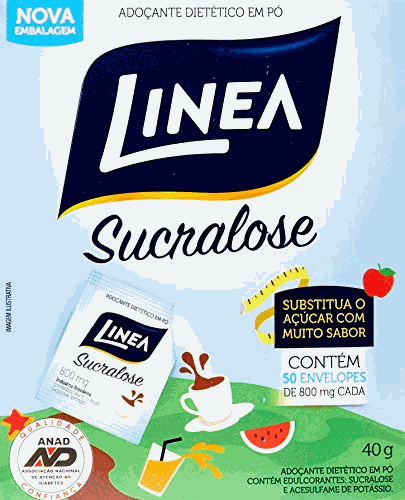 NOVA
EMBALAGEM
ADOÇANTE DIETÉTICO EM PÓ
LINEA
Sucralose
IMAGEM ILUSTRATIVA
ADOÇANTE DIETÉTICO EM PÓ
LINEA
Sucralose
800 mg
SUBSTITUA O
AÇÚCAR COM
MUITO SABOR
CONTÉM
50 ENVELOPES
DE 800 mg CADA
QUALIDADE
ANAD
ASSOCIAÇÃO NACIONAL
DE ATENÇÃO AO
DIABETES
CONFIANÇA
40g
ADOÇANTE DIETÉTICO EM PÓ
CONTÉM EDULCORANTES: SUCRALOSE
E ACESULFAME DE POTÁSSIO.